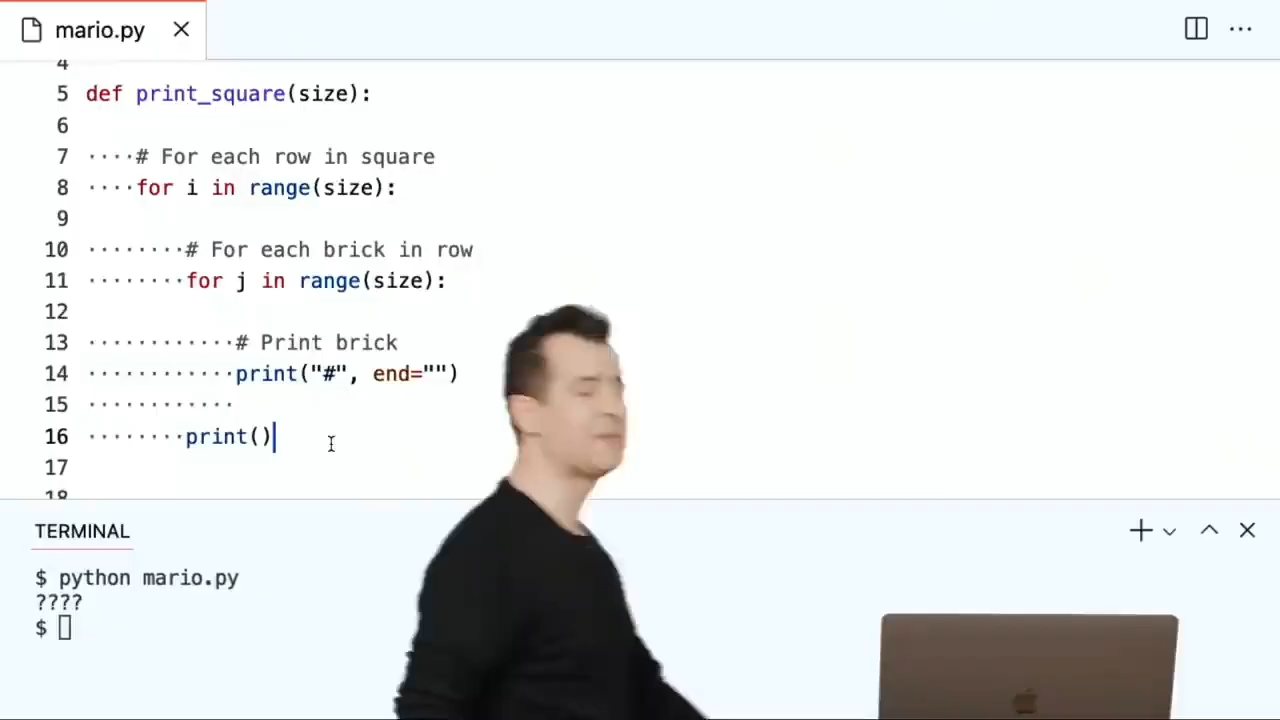 mario.py
4
5 def print_square(size):
6
7 ····# For each row in square
8 ····for i in range(size):
9
10 ········# For each brick in row
11 ········for j in range(size):
12
13 ············# Print brick
14 ············print("#", end="")
15 ············
16 ········print()
17
18
TERMINAL
$ python mario.py
????
$